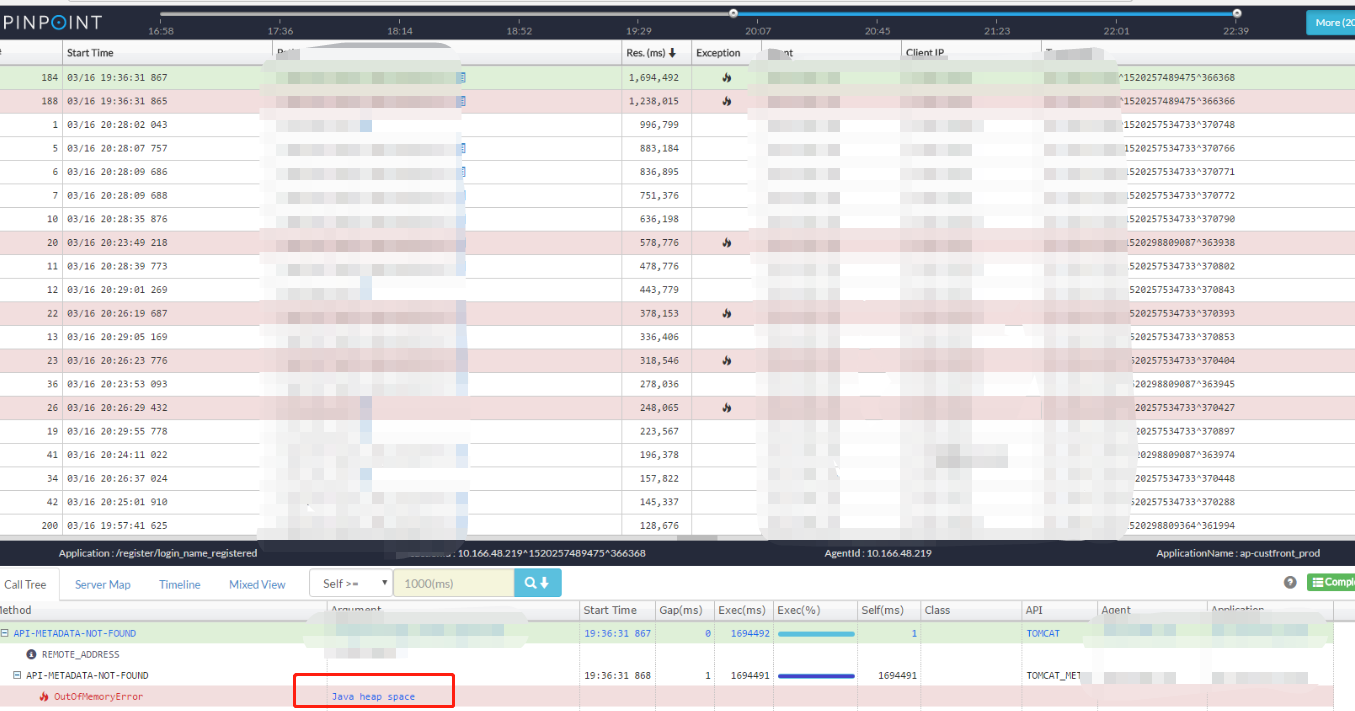 PINPOINT
16:58 17:36 18:14 18:52 19:29 20:07 20:45 21:23 22:01 22:39
More (20
Start Time Res. (ms) Exception Client IP
184 03/16 19:36:31 867 1,694,492 ^1520257489475^366368
188 03/16 19:36:31 865 1,238,015 ^1520257489475^366366
1 03/16 20:28:02 043 996,799 1520257534733^370748
5 03/16 20:28:07 757 883,184 1520257534733^370766
6 03/16 20:28:09 686 836,895 1520257534733^370771
7 03/16 20:28:09 688 751,376 1520257534733^370772
10 03/16 20:28:35 876 636,198 1520257534733^370790
20 03/16 20:23:49 218 578,776 1520298809087^363938
11 03/16 20:28:39 773 478,776 1520257534733^370802
12 03/16 20:29:01 269 443,779 1520257534733^370843
22 03/16 20:26:19 687 378,153 1520257534733^370393
13 03/16 20:29:05 169 336,406 520257534733^370853
23 03/16 20:26:23 776 318,546 520257534733^370404
36 03/16 20:23:53 093 278,036 520298809087^363945
26 03/16 20:26:29 432 248,065 520257534733^370427
19 03/16 20:29:55 778 223,567 520257534733^370897
41 03/16 20:24:11 022 196,378 20298809087^363974
34 03/16 20:26:37 024 157,822 520257534733^370448
42 03/16 20:25:01 910 145,337 520257534733^370288
200 03/16 19:57:41 625 128,676 520298809364^361994
Application : /register/login_name_registered : 10.166.48.219^1520257489475^366368 AgentId : 10.166.48.219 ApplicationName : ap-custfront_prod
Call Tree Server Map Timeline Mixed View Self >= 1000(ms) Comple
Method Argument Start Time Gap(ms) Exec(ms) Exec(%) Self(ms) Class API Agent Application
API-METADATA-NOT-FOUND 19:36:31 867 0 1694492 1 TOMCAT
REMOTE_ADDRESS
API-METADATA-NOT-FOUND 19:36:31 868 1 1694491 1694491 TOMCAT_MET
OutOfMemoryError Java heap space